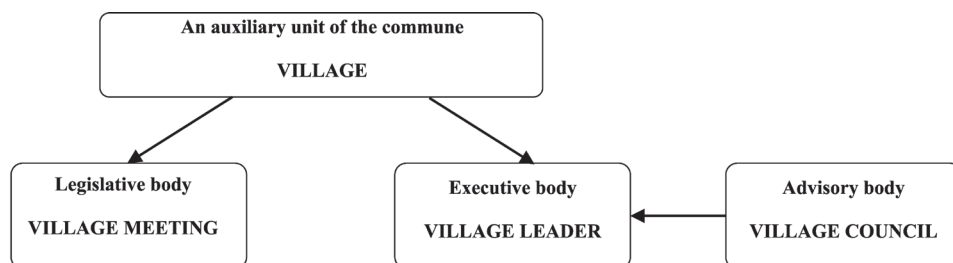 An auxiliary unit of the commune
VILLAGE
Legislative body
VILLAGE MEETING
Executive body
VILLAGE LEADER
Advisory body
VILLAGE COUNCIL